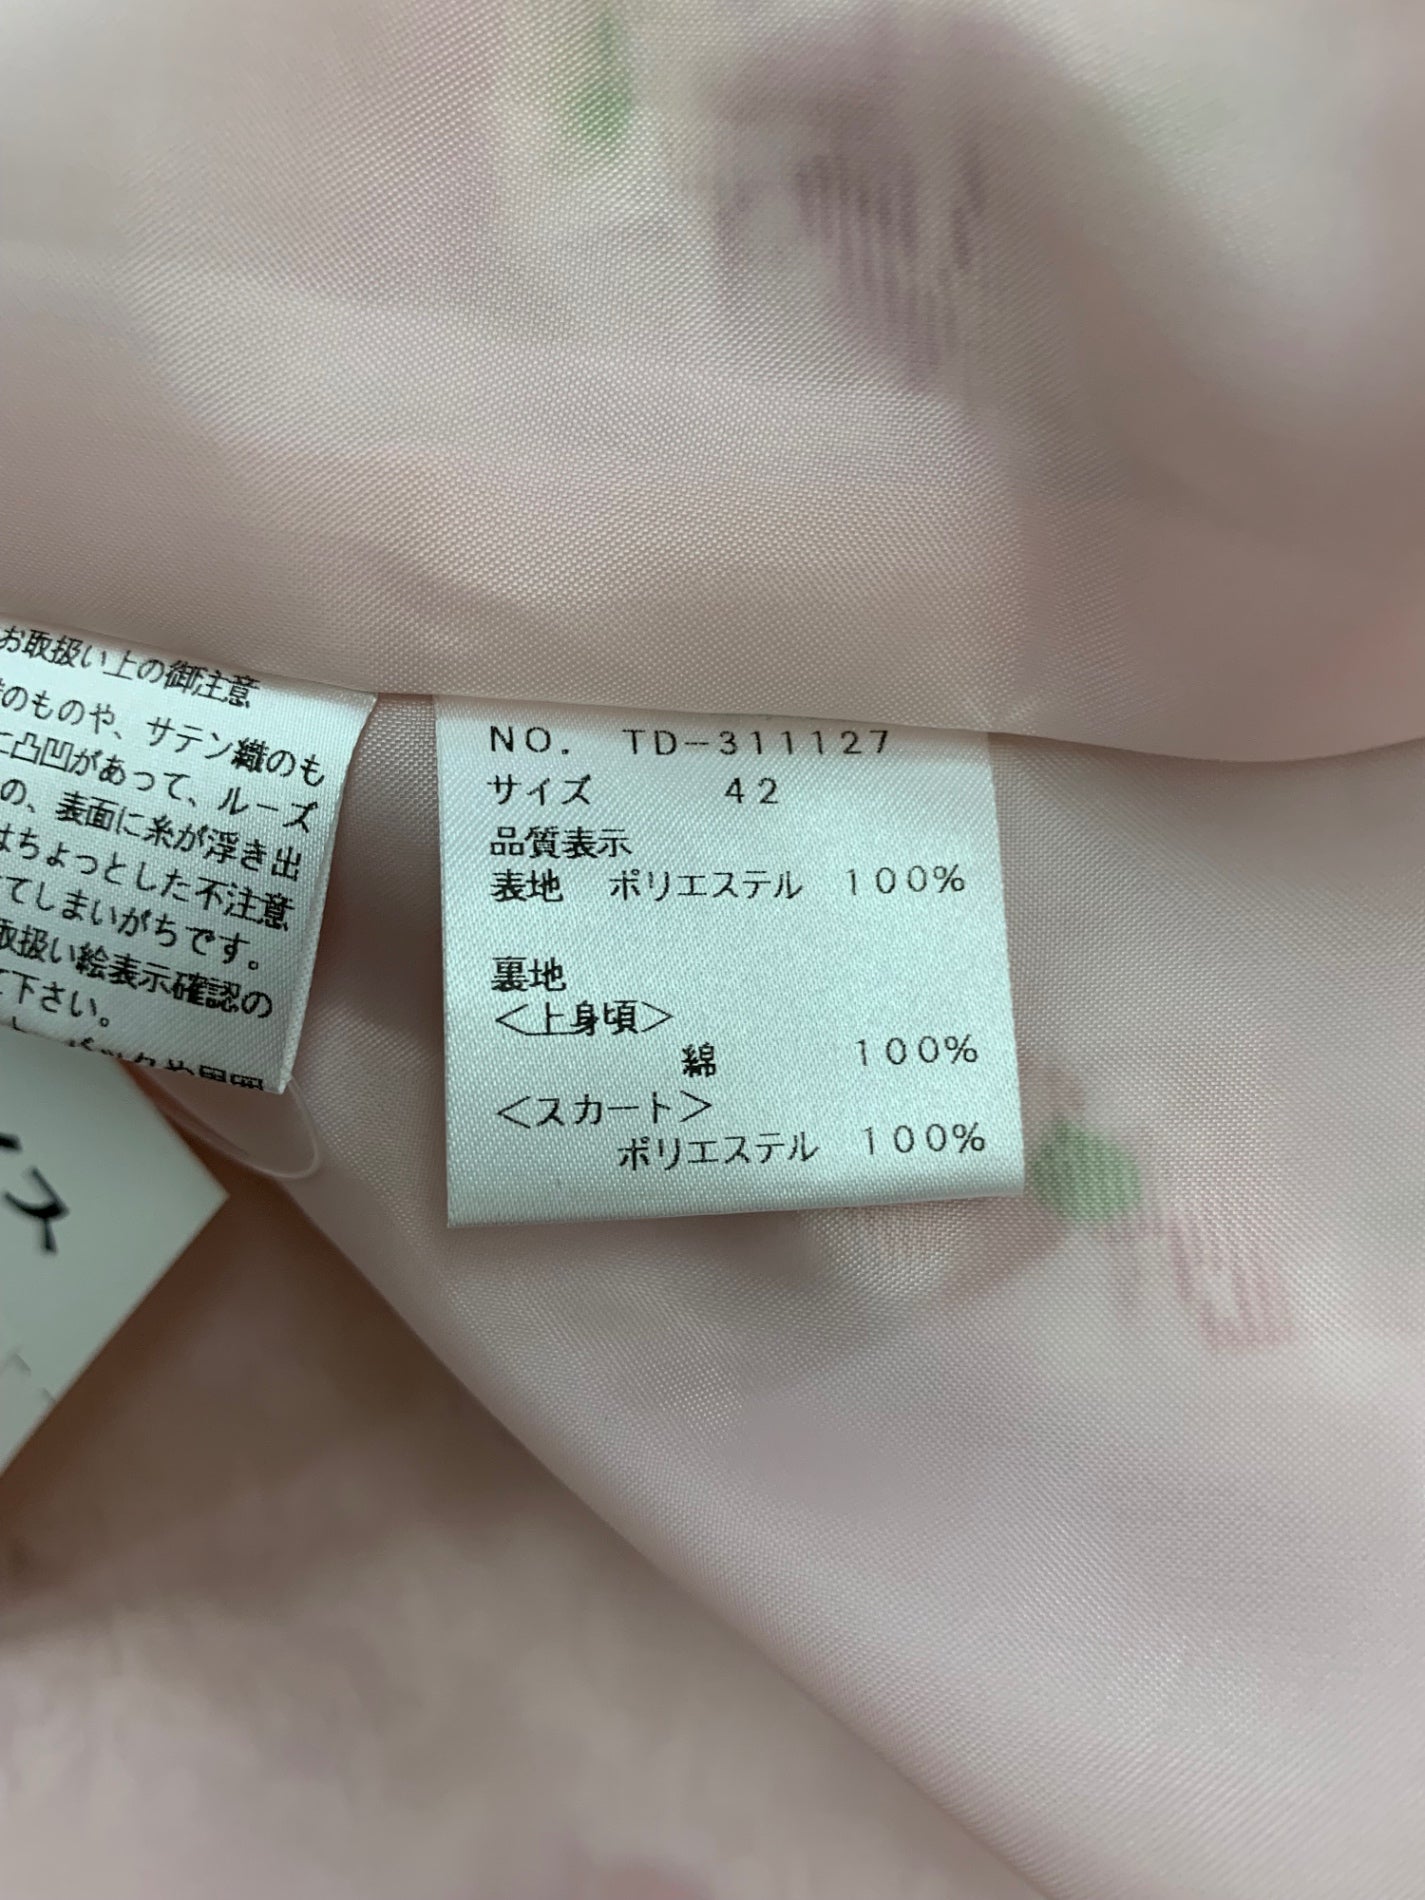 お取扱い上の御注意
のものや、サテン織のも
に凸凹があって、ルーズ
の、表面に糸が浮き出
はちょっとした不注意
てしまいがちです。
取扱い絵表示確認の
て下さい。
NO. TD-311127
サイズ 42
品質表示
表地 ポリエステル 100%
裏地
<上身頃>
綿 100%
<スカート>
ポリエステル 100%